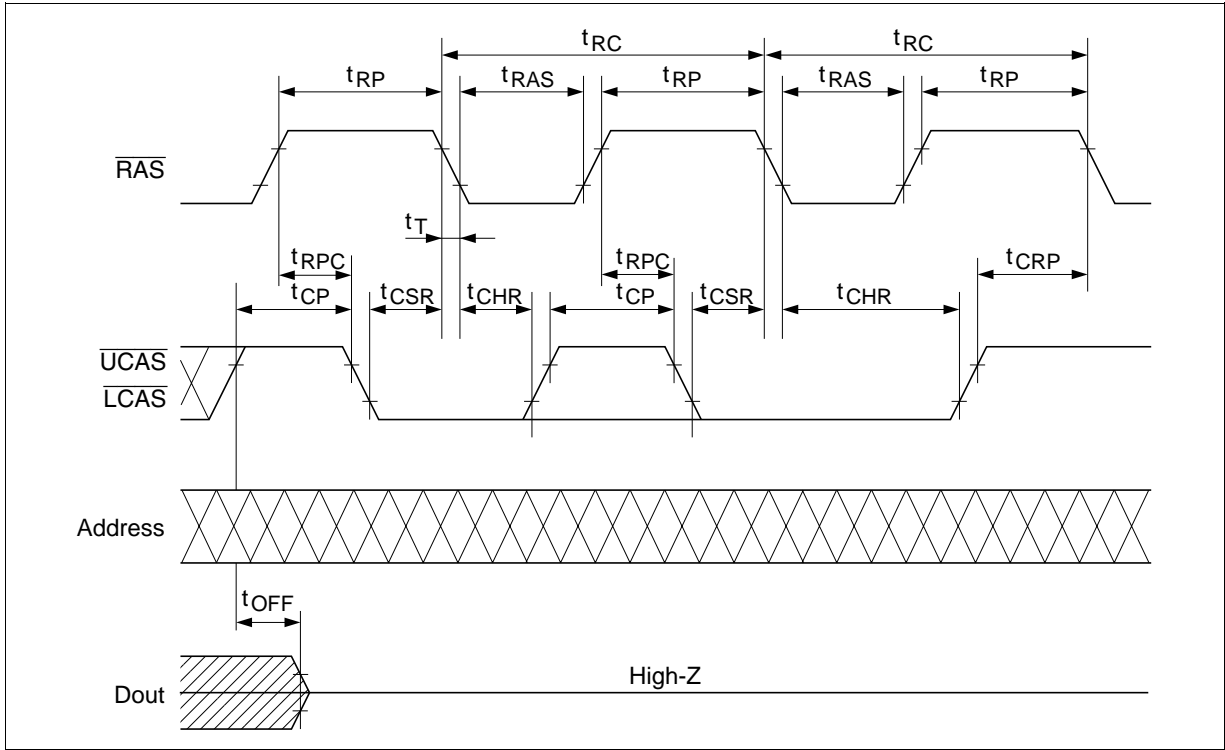 tRC tRC
tRP tRAS tRP tRAS tRP
RAS
tT
tRPC tRPC tCRP
tCP tCSR tCHR tCP tCSR tCHR
UCAS
LCAS
Address
tOFF
High-Z
Dout